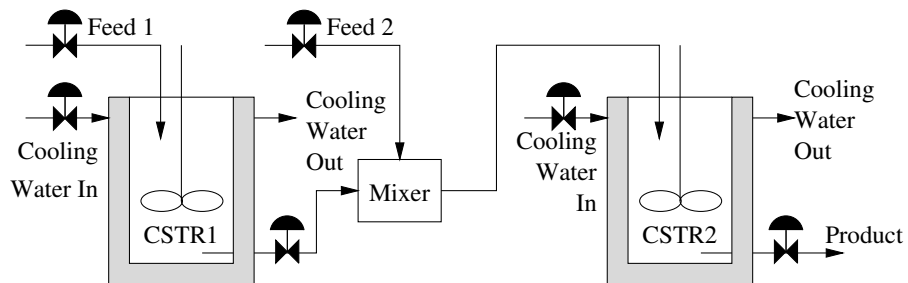 Feed 1
Feed 2
Cooling
Water In
CSTR1
Cooling
Water
Out
Mixer
Cooling
Water
In
CSTR2
Cooling
Water
Out
Product